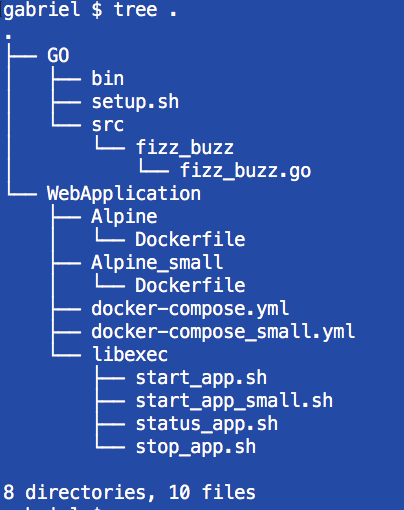 gabriel $ tree .
.
├── GO
│   ├── bin
│   ├── setup.sh
│   └── src
│       └── fizz_buzz
│           └── fizz_buzz.go
└── WebApplication
    ├── Alpine
    │   └── Dockerfile
    ├── Alpine_small
    │   └── Dockerfile
    ├── docker-compose.yml
    ├── docker-compose_small.yml
    └── libexec
        ├── start_app.sh
        ├── start_app_small.sh
        ├── status_app.sh
        └── stop_app.sh

8 directories, 10 files